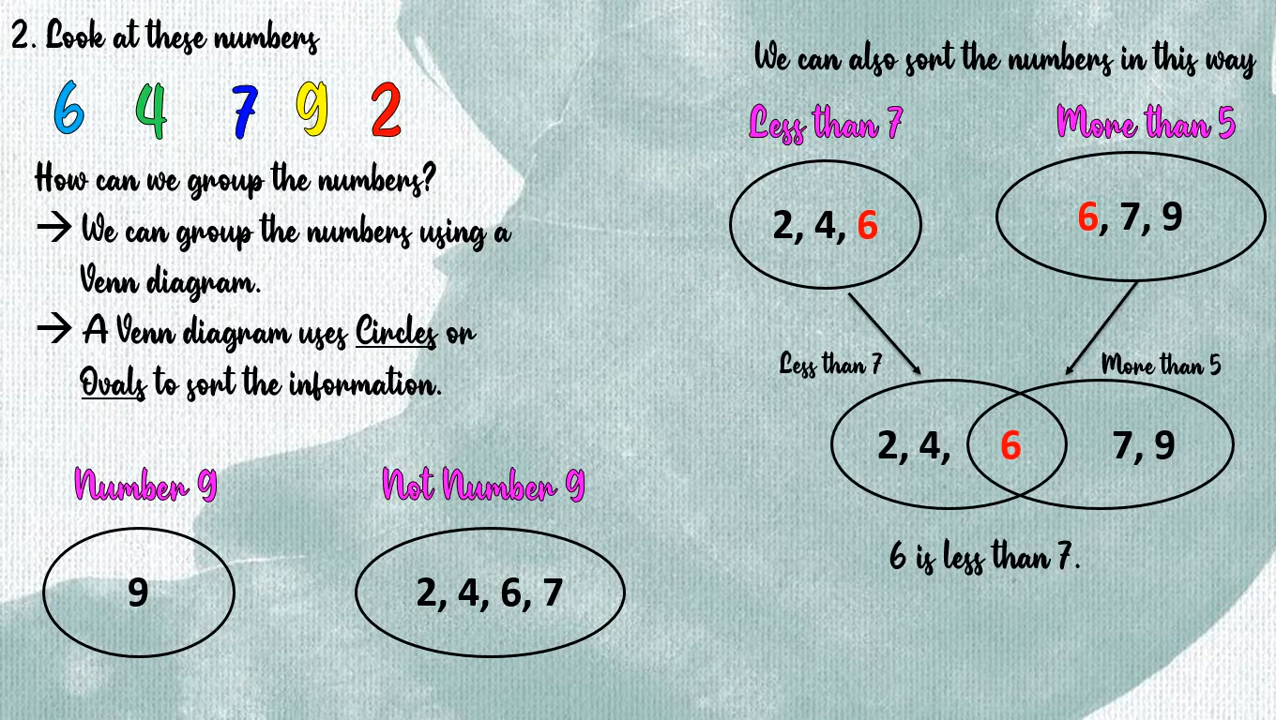 2. Look at these numbers
6 4 7 9 2
How can we group the numbers?
→ We can group the numbers using a
Venn diagram.
→ A Venn diagram uses Circles or
Ovals to sort the information.
Number 9
Not Number 9
9
2, 4, 6, 7
We can also sort the numbers in this way
Less than 7
More than 5
2, 4, 6
6, 7, 9
Less than 7
More than 5
2, 4,
6
7, 9
6 is less than 7.